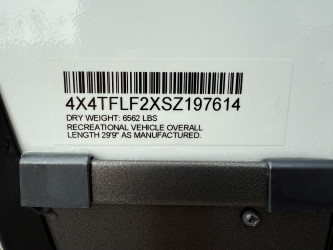 4X4TFLF2XSZ197614
DRY WEIGHT: 6562 LBS
RECREATIONAL VEHICLE OVERALL
LENGTH 29'9" AS MANUFACTURED.